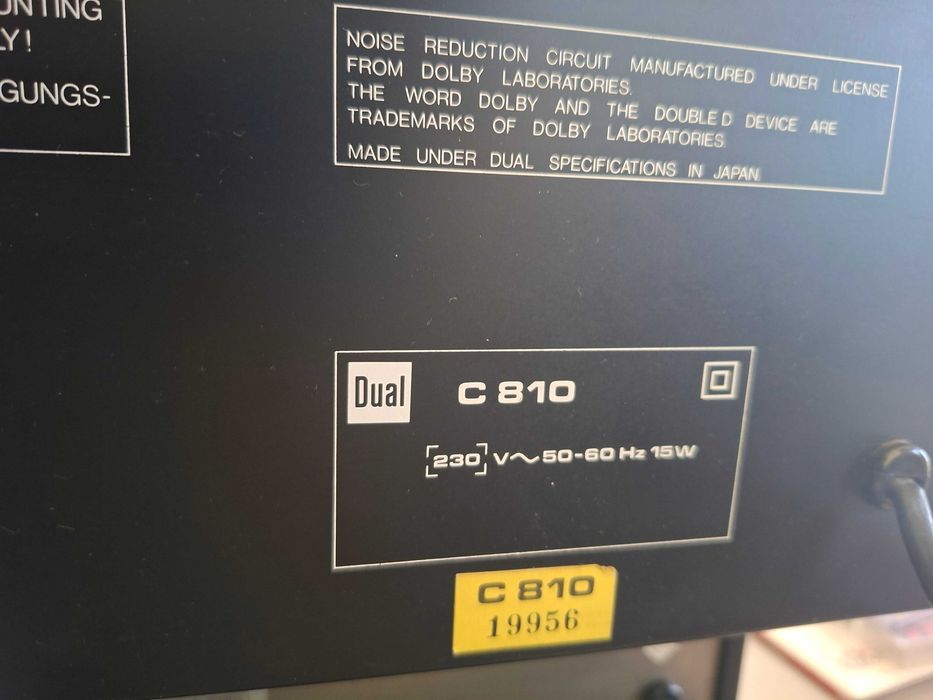 LY!
GUNGS-
NOISE REDUCTION CIRCUIT MANUFACTURED UNDER LICENSE
FROM DOLBY LABORATORIES.
THE WORD DOLBY AND THE DOUBLE D DEVICE ARE
TRADEMARKS OF DOLBY LABORATORIES.
MADE UNDER DUAL SPECIFICATIONS IN JAPAN.
Dual C 810
[230] V~50-60 Hz 15W
C 810
19956